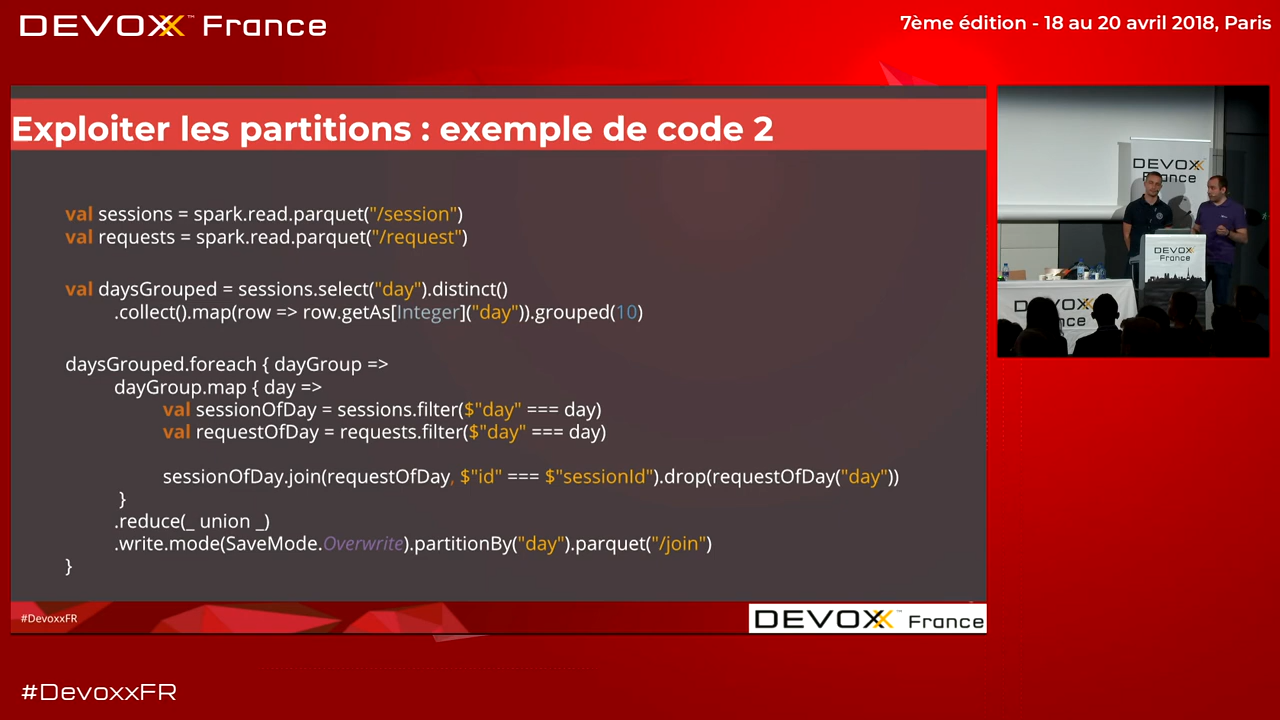 DEVOXX™ France
7ème édition - 18 au 20 avril 2018, Paris
Exploiter les partitions : exemple de code 2
val sessions = spark.read.parquet("/session")
val requests = spark.read.parquet("/request")
val daysGrouped = sessions.select("day").distinct()
.collect().map(row => row.getAs[Integer]("day")).grouped(10)
daysGrouped.foreach { dayGroup =>
dayGroup.map { day =>
val sessionOfDay = sessions.filter($"day" === day)
val requestOfDay = requests.filter($"day" === day)
sessionOfDay.join(requestOfDay, $"id" === $"sessionId").drop(requestOfDay("day"))
}
.reduce(_ union _)
.write.mode(SaveMode.Overwrite).partitionBy("day").parquet("/join")
}
#DevoxxFR
DEVOXX™ France
DEVOXX
France
DEVOXX
France
DEVOXX
France
#DevoxxFR